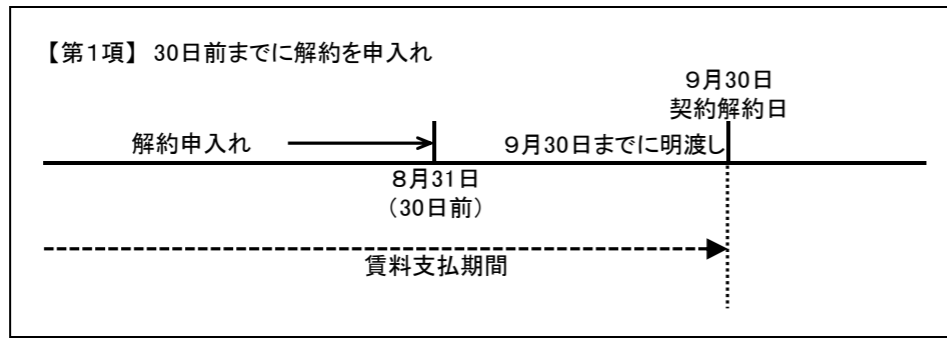 【第1項】 30日前までに解約を申入れ
９月30日
契約解約日
解約申入れ
９月30日までに明渡し
８月31日
（30日前）
賃料支払期間